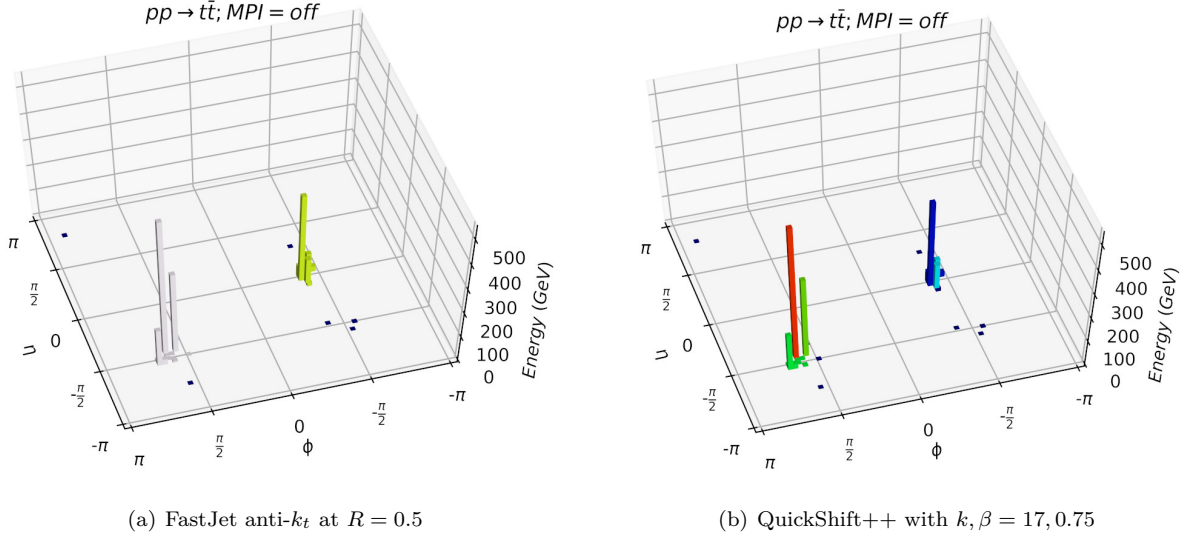 pp → tt̄; MPI = off
π
π/2
0
-π/2
-π
η
π
π/2
0
-π/2
-π
ϕ
500
400
300
200
100
0
Energy (GeV)
(a) FastJet anti-kt at R = 0.5
pp → tt̄; MPI = off
π
π/2
0
-π/2
-π
η
π
π/2
0
-π/2
-π
ϕ
500
400
300
200
100
0
Energy (GeV)
(b) QuickShift++ with k, β = 17, 0.75